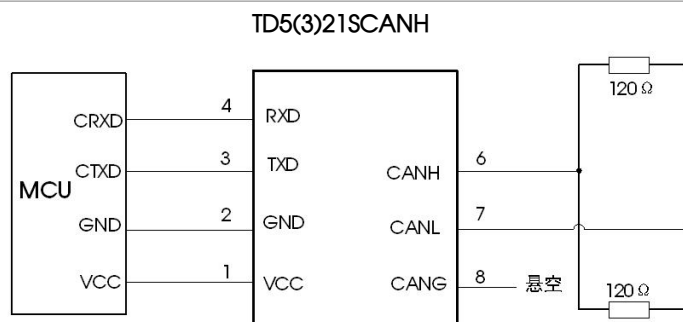 TD5(3)21SCANH
120Ω
CRXD 4 RXD
CTXD 3 TXD CANH 6
MCU
GND 2 GND CANL 7
VCC 1 VCC CANG 8 悬空
120Ω